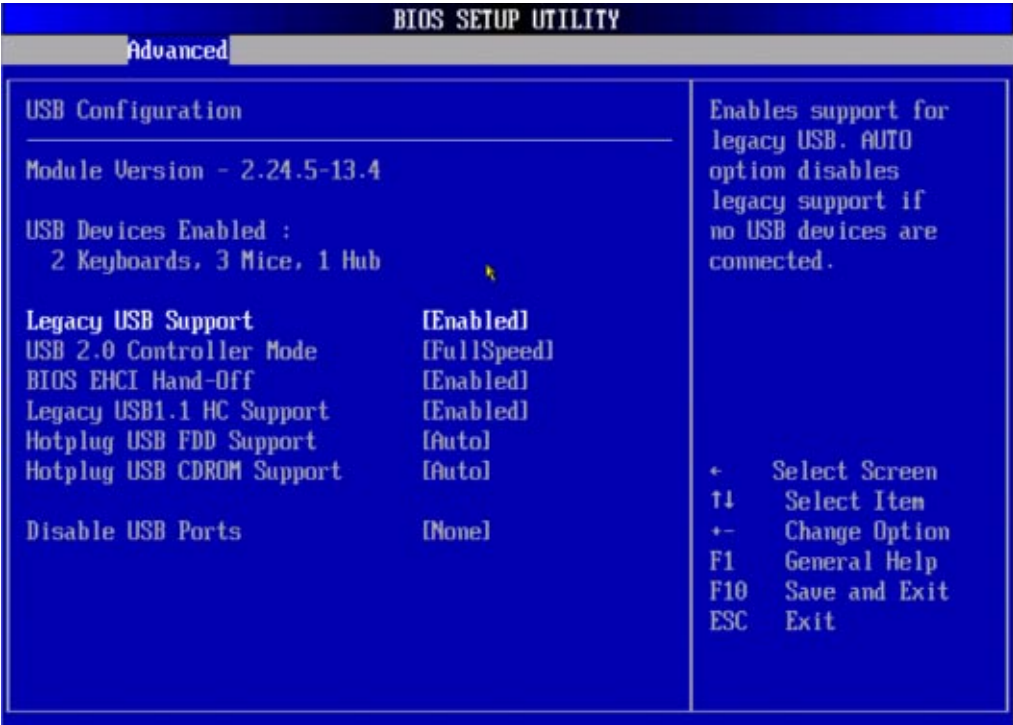 BIOS SETUP UTILITY
Advanced
USB Configuration
Module Version - 2.24.5-13.4
USB Devices Enabled :
2 Keyboards, 3 Mice, 1 Hub
Legacy USB Support [Enabled]
USB 2.0 Controller Mode [FullSpeed]
BIOS EHCI Hand-Off [Enabled]
Legacy USB1.1 HC Support [Enabled]
Hotplug USB FDD Support [Auto]
Hotplug USB CDROM Support [Auto]
Disable USB Ports [None]
Enables support for
legacy USB. AUTO
option disables
legacy support if
no USB devices are
connected.
← Select Screen
↑↓ Select Item
+- Change Option
F1 General Help
F10 Save and Exit
ESC Exit